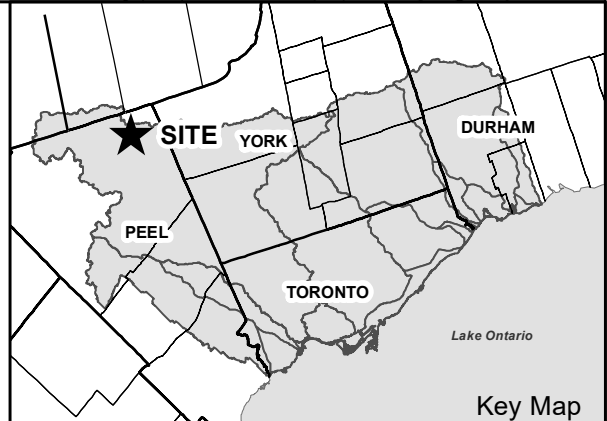 SITE
YORK
DURHAM
PEEL
TORONTO
Lake Ontario
Key Map